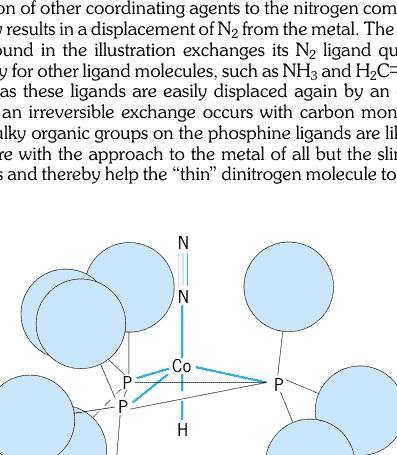 on of other coordinating agents to the nitrogen com
y results in a displacement of N₂ from the metal. The
ound in the illustration exchanges its N₂ ligand qu
y for other ligand molecules, such as NH₃ and H₂C=
as these ligands are easily displaced again by an
an irreversible exchange occurs with carbon mon
ulky organic groups on the phosphine ligands are lik
re with the approach to the metal of all but the slin
s and thereby help the “thin” dinitrogen molecule to
N
N
Co
P
P
P
H